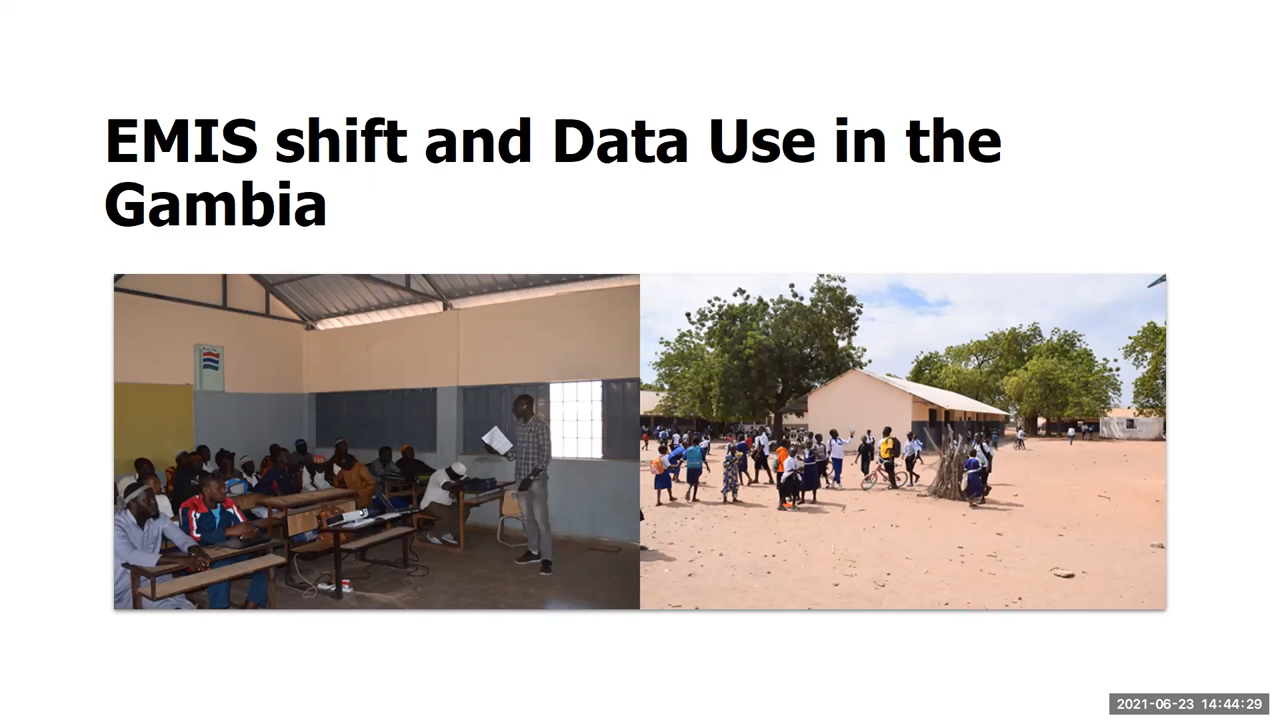 EMIS shift and Data Use in the
Gambia
2021-06-23 14:44:29